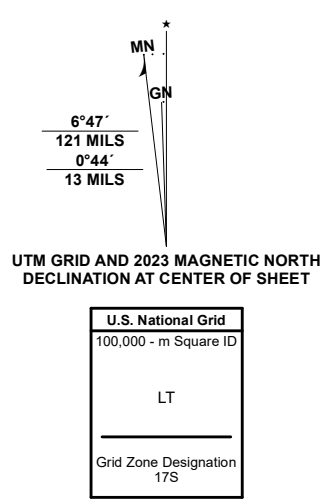 MN
GN
6°47´
121 MILS
0°44´
13 MILS
UTM GRID AND 2023 MAGNETIC NORTH
DECLINATION AT CENTER OF SHEET
U.S. National Grid
100,000 - m Square ID
LT
Grid Zone Designation
17S